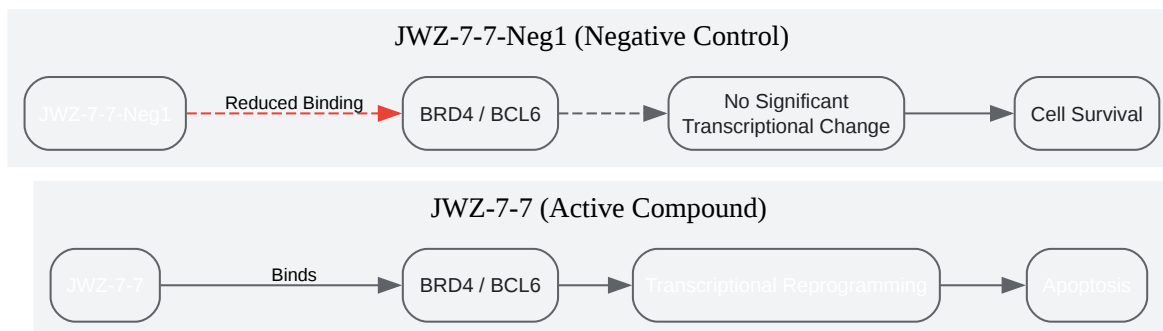 JWZ-7-7-Neg1 (Negative Control)
JWZ-7-7-Neg1
Reduced Binding
BRD4 / BCL6
No Significant
Transcriptional Change
Cell Survival
JWZ-7-7 (Active Compound)
JWZ-7-7
Binds
BRD4 / BCL6
Transcriptional Reprogramming
Apoptosis